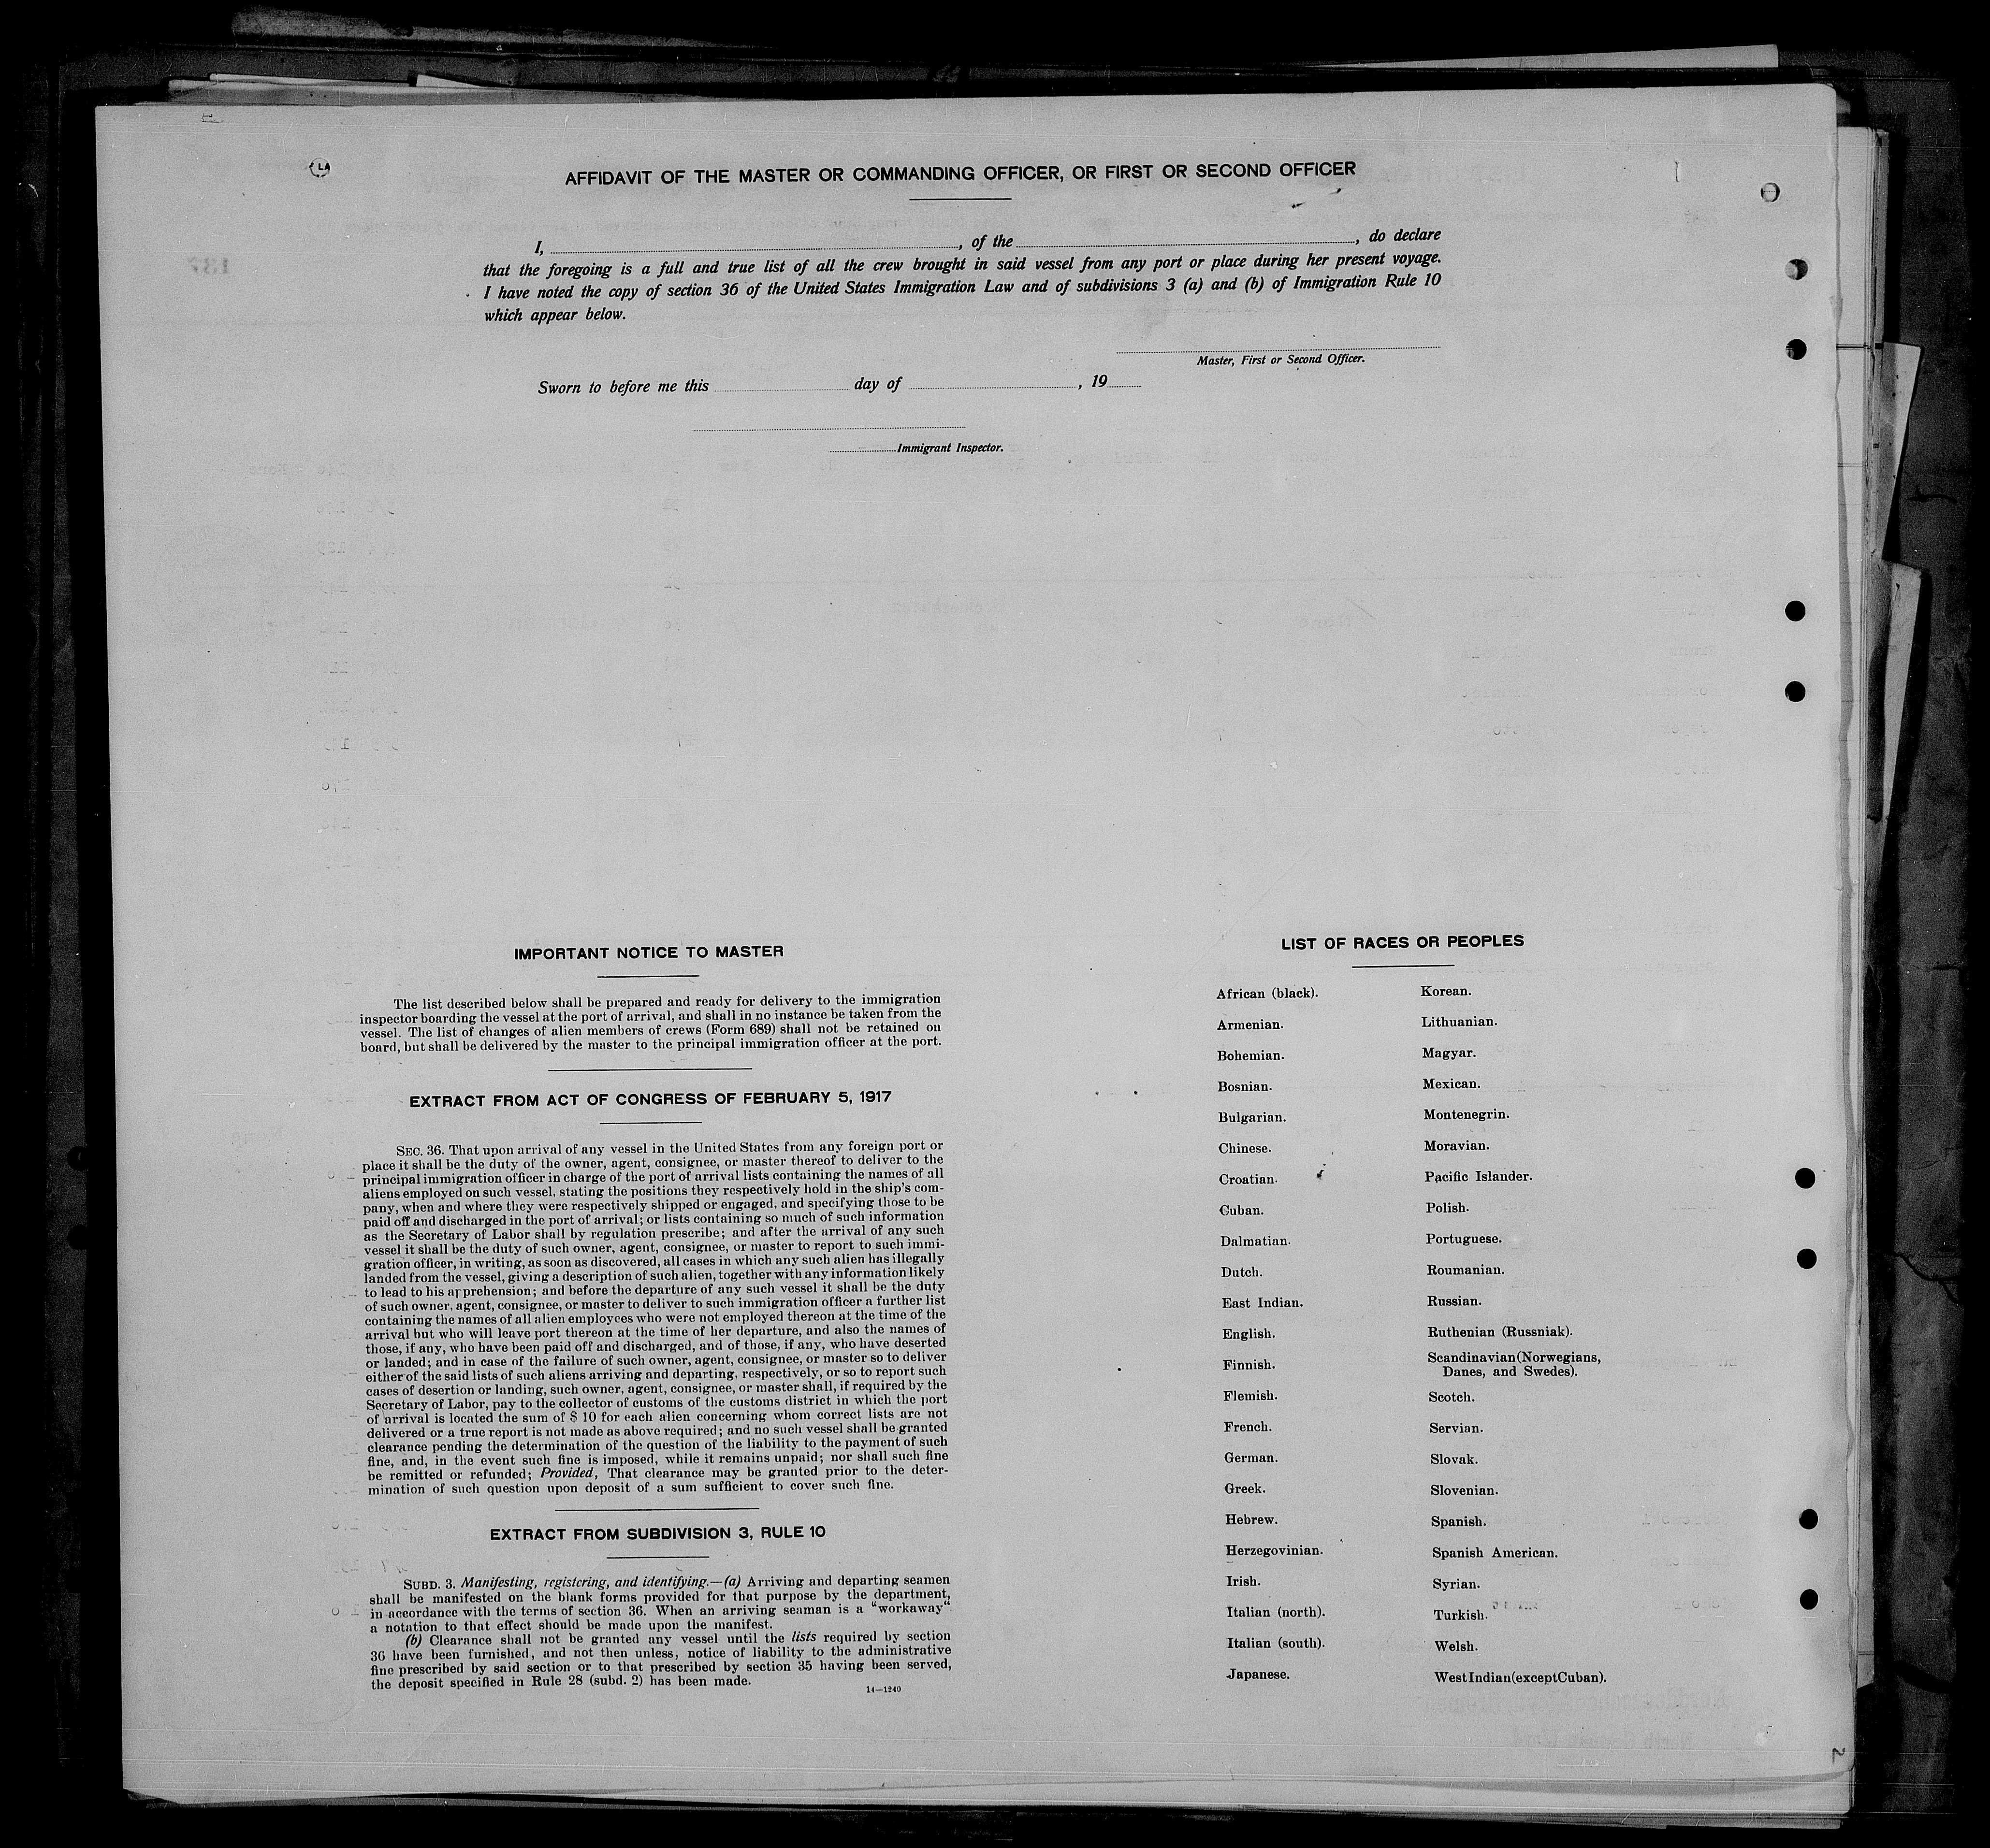 AFFIDAVIT OF THE MASTER OR COMMANDING OFFICER, OR FIRST OR SECOND OFFICER
I, , of the , do declare
that the foregoing is a full and true list of all the crew brought in said vessel from any port or place during her present voyage.
I have noted the copy of section 36 of the United States Immigration Law and of subdivisions 3 (a) and (b) of Immigration Rule 10
which appear below.
Master, First or Second Officer.
Sworn to before me this day of , 19
Immigrant Inspector.
IMPORTANT NOTICE TO MASTER
The list described below shall be prepared and ready for delivery to the immigration
inspector boarding the vessel at the port of arrival, and shall in no instance be taken from the
vessel. The list of changes of alien members of crews (Form 689) shall not be retained on
board, but shall be delivered by the master to the principal immigration officer at the port.
EXTRACT FROM ACT OF CONGRESS OF FEBRUARY 5, 1917
SEC. 36. That upon arrival of any vessel in the United States from any foreign port or
place it shall be the duty of the owner, agent, consignee, or master thereof to deliver to the
principal immigration officer in charge of the port of arrival lists containing the names of all
aliens employed on such vessel, stating the positions they respectively hold in the ship's com-
pany, when and where they were respectively shipped or engaged, and specifying those to be
paid off and discharged in the port of arrival; or lists containing so much of such information
as the Secretary of Labor shall by regulation prescribe; and after the arrival of any such
vessel it shall be the duty of such owner, agent, consignee, or master to report to such immi-
gration officer, in writing, as soon as discovered, all cases in which any such alien has illegally
landed from the vessel, giving a description of such alien, together with any information likely
to lead to his apprehension; and before the departure of any such vessel it shall be the duty
of such owner, agent, consignee, or master to deliver to such immigration officer a further list
containing the names of all alien employees who were not employed thereon at the time of the
arrival but who will leave port thereon at the time of her departure, and also the names of
those, if any, who have been paid off and discharged, and of those, if any, who have deserted
or landed; and in case of the failure of such owner, agent, consignee, or master so to deliver
either of the said lists of such aliens arriving and departing, respectively, or so to report such
cases of desertion or landing, such owner, agent, consignee, or master shall, if required by the
Secretary of Labor, pay to the collector of customs of the customs district in which the port
of arrival is located the sum of $ 10 for each alien concerning whom correct lists are not
delivered or a true report is not made as above required; and no such vessel shall be granted
clearance pending the determination of the question of the liability to the payment of such
fine, and, in the event such fine is imposed, while it remains unpaid; nor shall such fine
be remitted or refunded; Provided, That clearance may be granted prior to the deter-
mination of such question upon deposit of a sum sufficient to cover such fine.
EXTRACT FROM SUBDIVISION 3, RULE 10
SUBD. 3. Manifesting, registering, and identifying.—(a) Arriving and departing seamen
shall be manifested on the blank forms provided for that purpose by the department,
in accordance with the terms of section 36. When an arriving seaman is a "workaway"
a notation to that effect should be made upon the manifest.
(b) Clearance shall not be granted any vessel until the lists required by section
36 have been furnished, and not then unless, notice of liability to the administrative
fine prescribed by said section or to that prescribed by section 35 having been served,
the deposit specified in Rule 28 (subd. 2) has been made.
14—1240
LIST OF RACES OR PEOPLES
African (black).
Armenian.
Bohemian.
Bosnian.
Bulgarian.
Chinese.
Croatian.
Cuban.
Dalmatian.
Dutch.
East Indian.
English.
Finnish.
Flemish.
French.
German.
Greek.
Hebrew.
Herzegovinian.
Irish.
Italian (north).
Italian (south).
Japanese.
Korean.
Lithuanian.
Magyar.
Mexican.
Montenegrin.
Moravian.
Pacific Islander.
Polish.
Portuguese.
Roumanian.
Russian.
Ruthenian (Russniak).
Scandinavian (Norwegians,
Danes, and Swedes).
Scotch.
Servian.
Slovak.
Slovenian.
Spanish.
Spanish American.
Syrian.
Turkish.
Welsh.
West Indian (except Cuban).
2